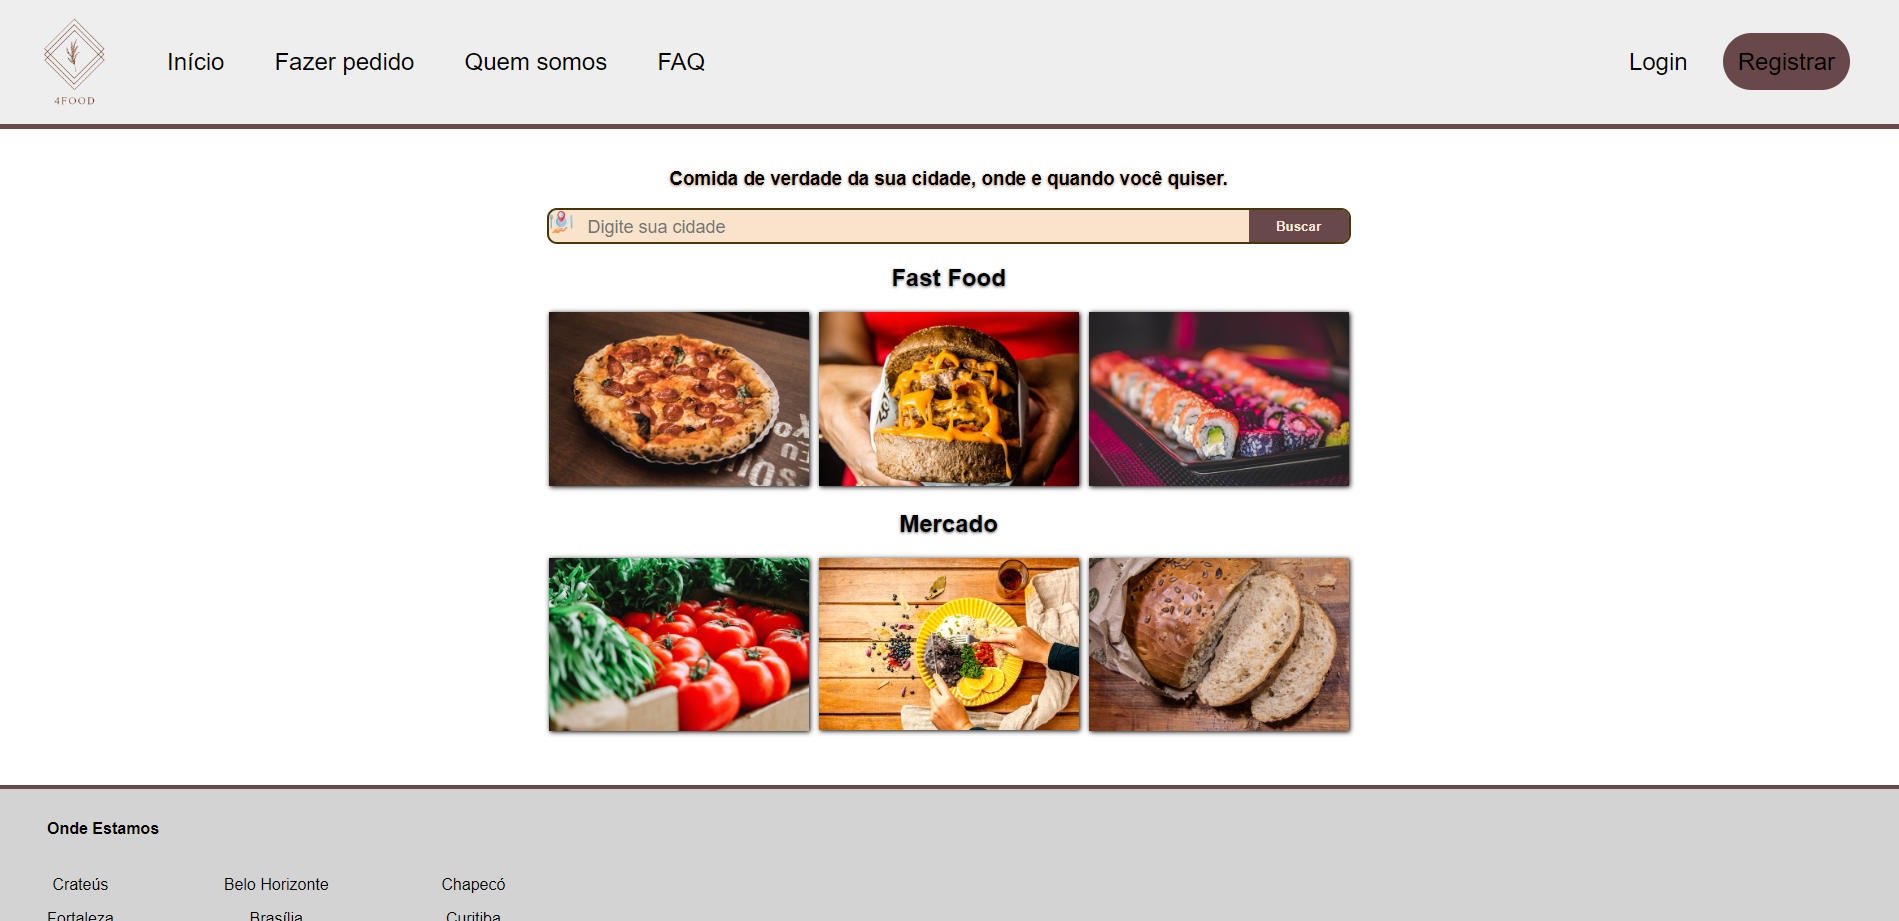 4FOOD
Início Fazer pedido Quem somos FAQ Login Registrar
Comida de verdade da sua cidade, onde e quando você quiser.
Digite sua cidade Buscar
Fast Food
Mercado
Onde Estamos
Crateús Belo Horizonte Chapecó
Fortaleza Brasília Curitiba